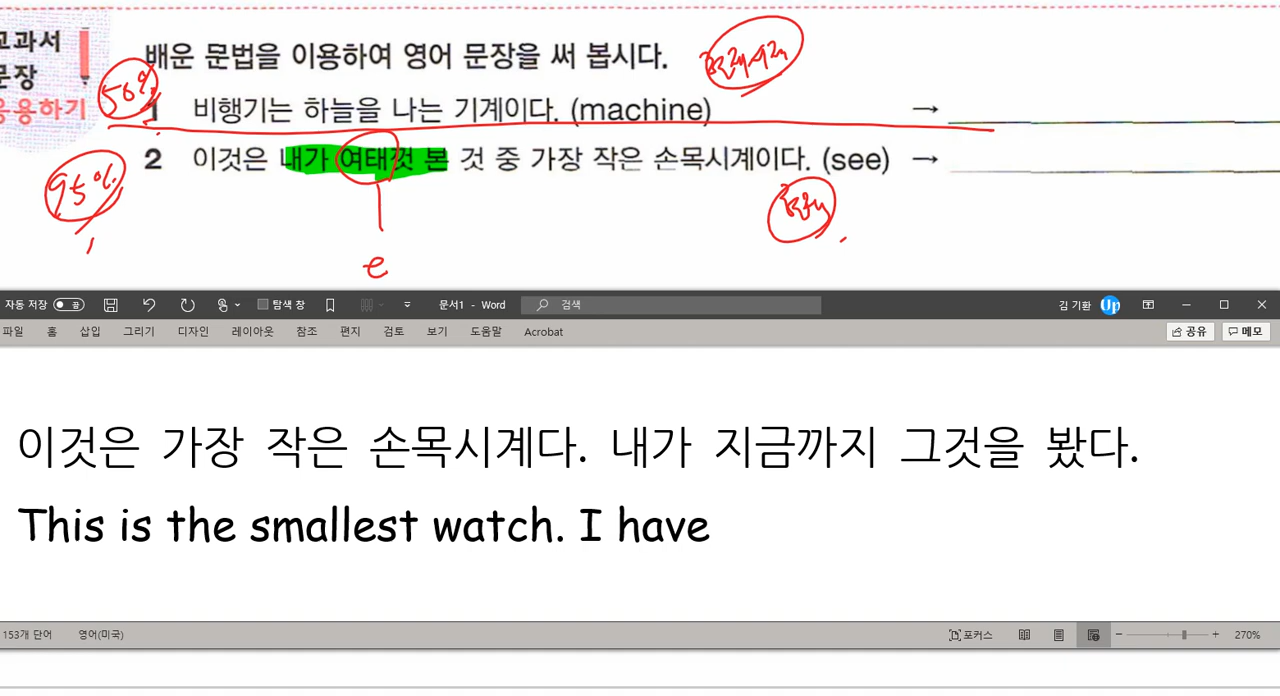 교과서
문장
응용하기
배운 문법을 이용하여 영어 문장을 써 봅시다.
현재시제
50%
1 비행기는 하늘을 나는 기계이다. (machine) →
95%
2 이것은 내가 여태껏 본 것 중 가장 작은 손목시계이다. (see) →
e
자동 저장 끔 탐색 창 문서1 - Word 검색 김 기환 Up
파일 홈 삽입 그리기 디자인 레이아웃 참조 편지 검토 보기 도움말 Acrobat 공유 메모
이것은 가장 작은 손목시계다. 내가 지금까지 그것을 봤다.
This is the smallest watch. I have
153개 단어 영어(미국) 포커스 270%